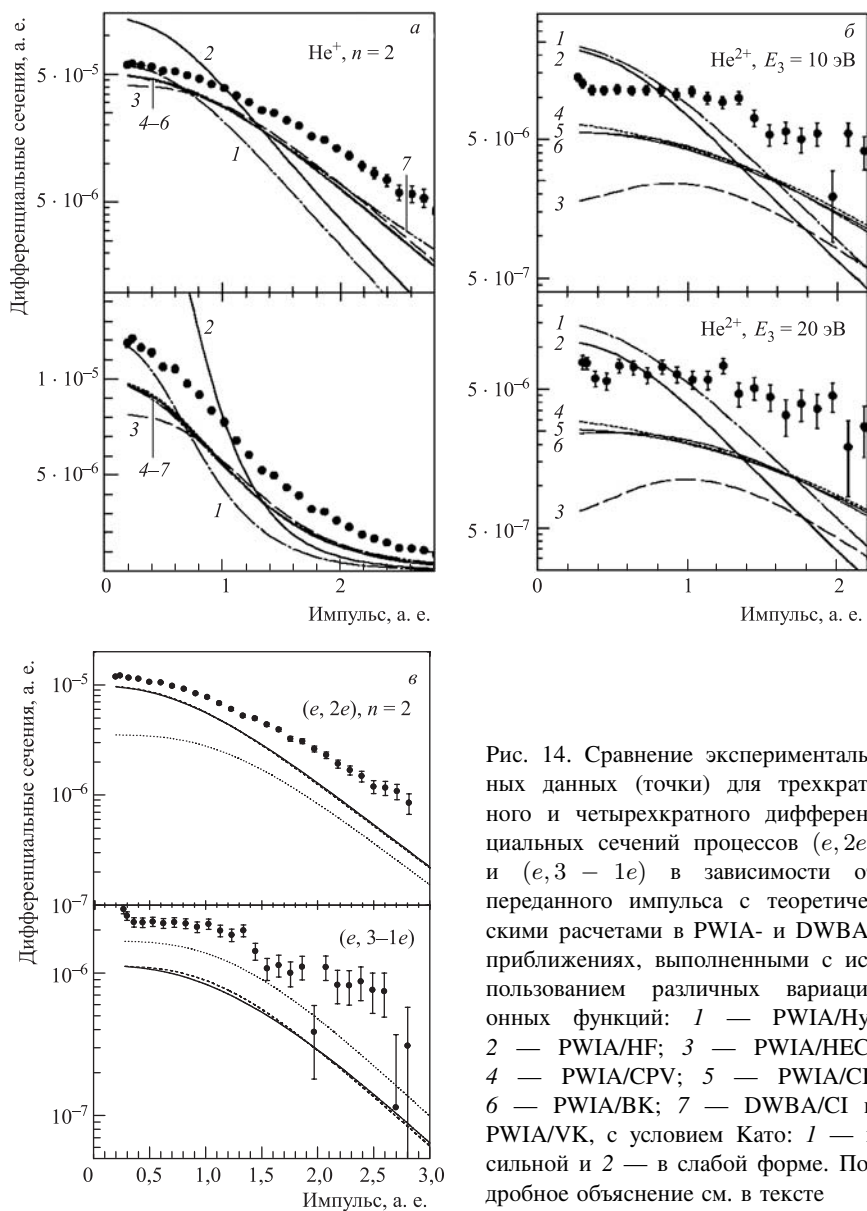 а
Не⁺, n = 2
Дифференциальные сечения, а. е.
5 · 10⁻⁵
5 · 10⁻⁶
2
3
4–6
1
7
1 · 10⁻⁵
5 · 10⁻⁶
2
3
4–7
1
0
1
2
Импульс, а. е.
б
Не²⁺, E₃ = 10 эВ
1
2
5 · 10⁻⁶
4
5
6
3
5 · 10⁻⁷
Не²⁺, E₃ = 20 эВ
1
2
5 · 10⁻⁶
4
5
6
3
5 · 10⁻⁷
0
1
2
Импульс, а. е.
в
(e, 2e), n = 2
Дифференциальные сечения, а. е.
10⁻⁵
10⁻⁶
10⁻⁷
(e, 3–1e)
10⁻⁶
10⁻⁷
0
1,0
1,5
2,0
2,5
3,0
Импульс, а. е.
Рис. 14. Сравнение эксперименталь
ных данных (точки) для трехкрат
ного и четырехкратного дифферен
циальных сечений процессов (e, 2e
и (e, 3 − 1e) в зависимости о
переданного импульса с теоретиче
скими расчетами в PWIA- и DWBA
приближениях, выполненными с ис
пользованием различных вариаци
онных функций: 1 — PWIA/Hy
2 — PWIA/HF; 3 — PWIA/HEC
4 — PWIA/CPV; 5 — PWIA/CI
6 — PWIA/BK; 7 — DWBA/CI
PWIA/VK, с условием Като: 1 —
сильной и 2 — в слабой форме. По
дробное объяснение см. в тексте